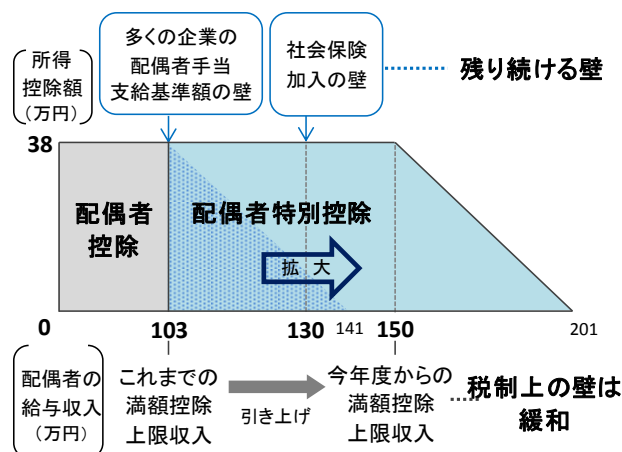 所得
控除額
（万円）
多くの企業の
配偶者手当
支給基準額の壁
社会保険
加入の壁
残り続ける壁
38
配偶者
控除
配偶者特別控除
拡 大
0
103
130
141
150
201
配偶者の
給与収入
（万円）
これまでの
満額控除
上限収入
引き上げ
今年度からの
満額控除
上限収入
税制上の壁は
緩和